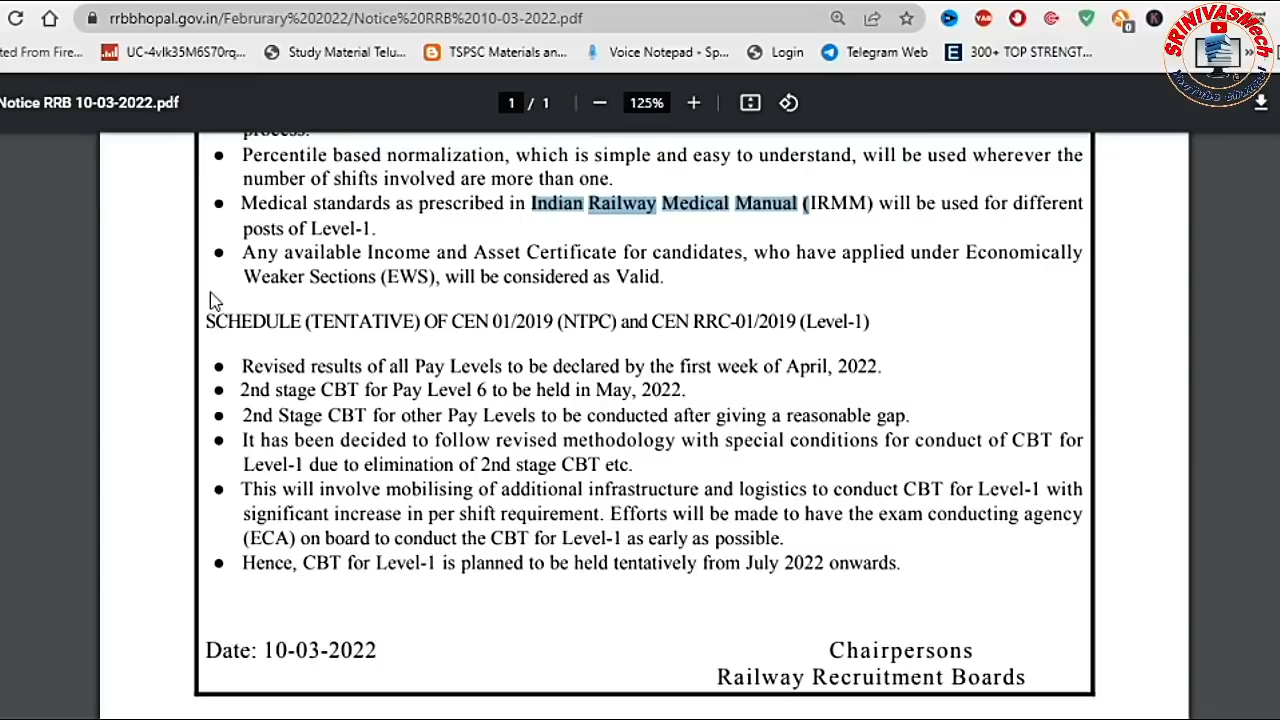 rrbbhopal.gov.in/Februrary%202022/Notice%20RRB%2010-03-2022.pdf
ted From Fire... UC-4vlk35M6S70rq... Study Material Telu... TSPSC Materials an... Voice Notepad - Sp... Login Telegram Web 300+ TOP STRENGT... »
SRINIVASMech
YouTube Channel
Notice RRB 10-03-2022.pdf 1 / 1 125%
process.
• Percentile based normalization, which is simple and easy to understand, will be used wherever the
number of shifts involved are more than one.
• Medical standards as prescribed in Indian Railway Medical Manual (IRMM) will be used for different
posts of Level-1.
• Any available Income and Asset Certificate for candidates, who have applied under Economically
Weaker Sections (EWS), will be considered as Valid.
SCHEDULE (TENTATIVE) OF CEN 01/2019 (NTPC) and CEN RRC-01/2019 (Level-1)
• Revised results of all Pay Levels to be declared by the first week of April, 2022.
• 2nd stage CBT for Pay Level 6 to be held in May, 2022.
• 2nd Stage CBT for other Pay Levels to be conducted after giving a reasonable gap.
• It has been decided to follow revised methodology with special conditions for conduct of CBT for
Level-1 due to elimination of 2nd stage CBT etc.
• This will involve mobilising of additional infrastructure and logistics to conduct CBT for Level-1 with
significant increase in per shift requirement. Efforts will be made to have the exam conducting agency
(ECA) on board to conduct the CBT for Level-1 as early as possible.
• Hence, CBT for Level-1 is planned to be held tentatively from July 2022 onwards.
Date: 10-03-2022 Chairpersons
Railway Recruitment Boards